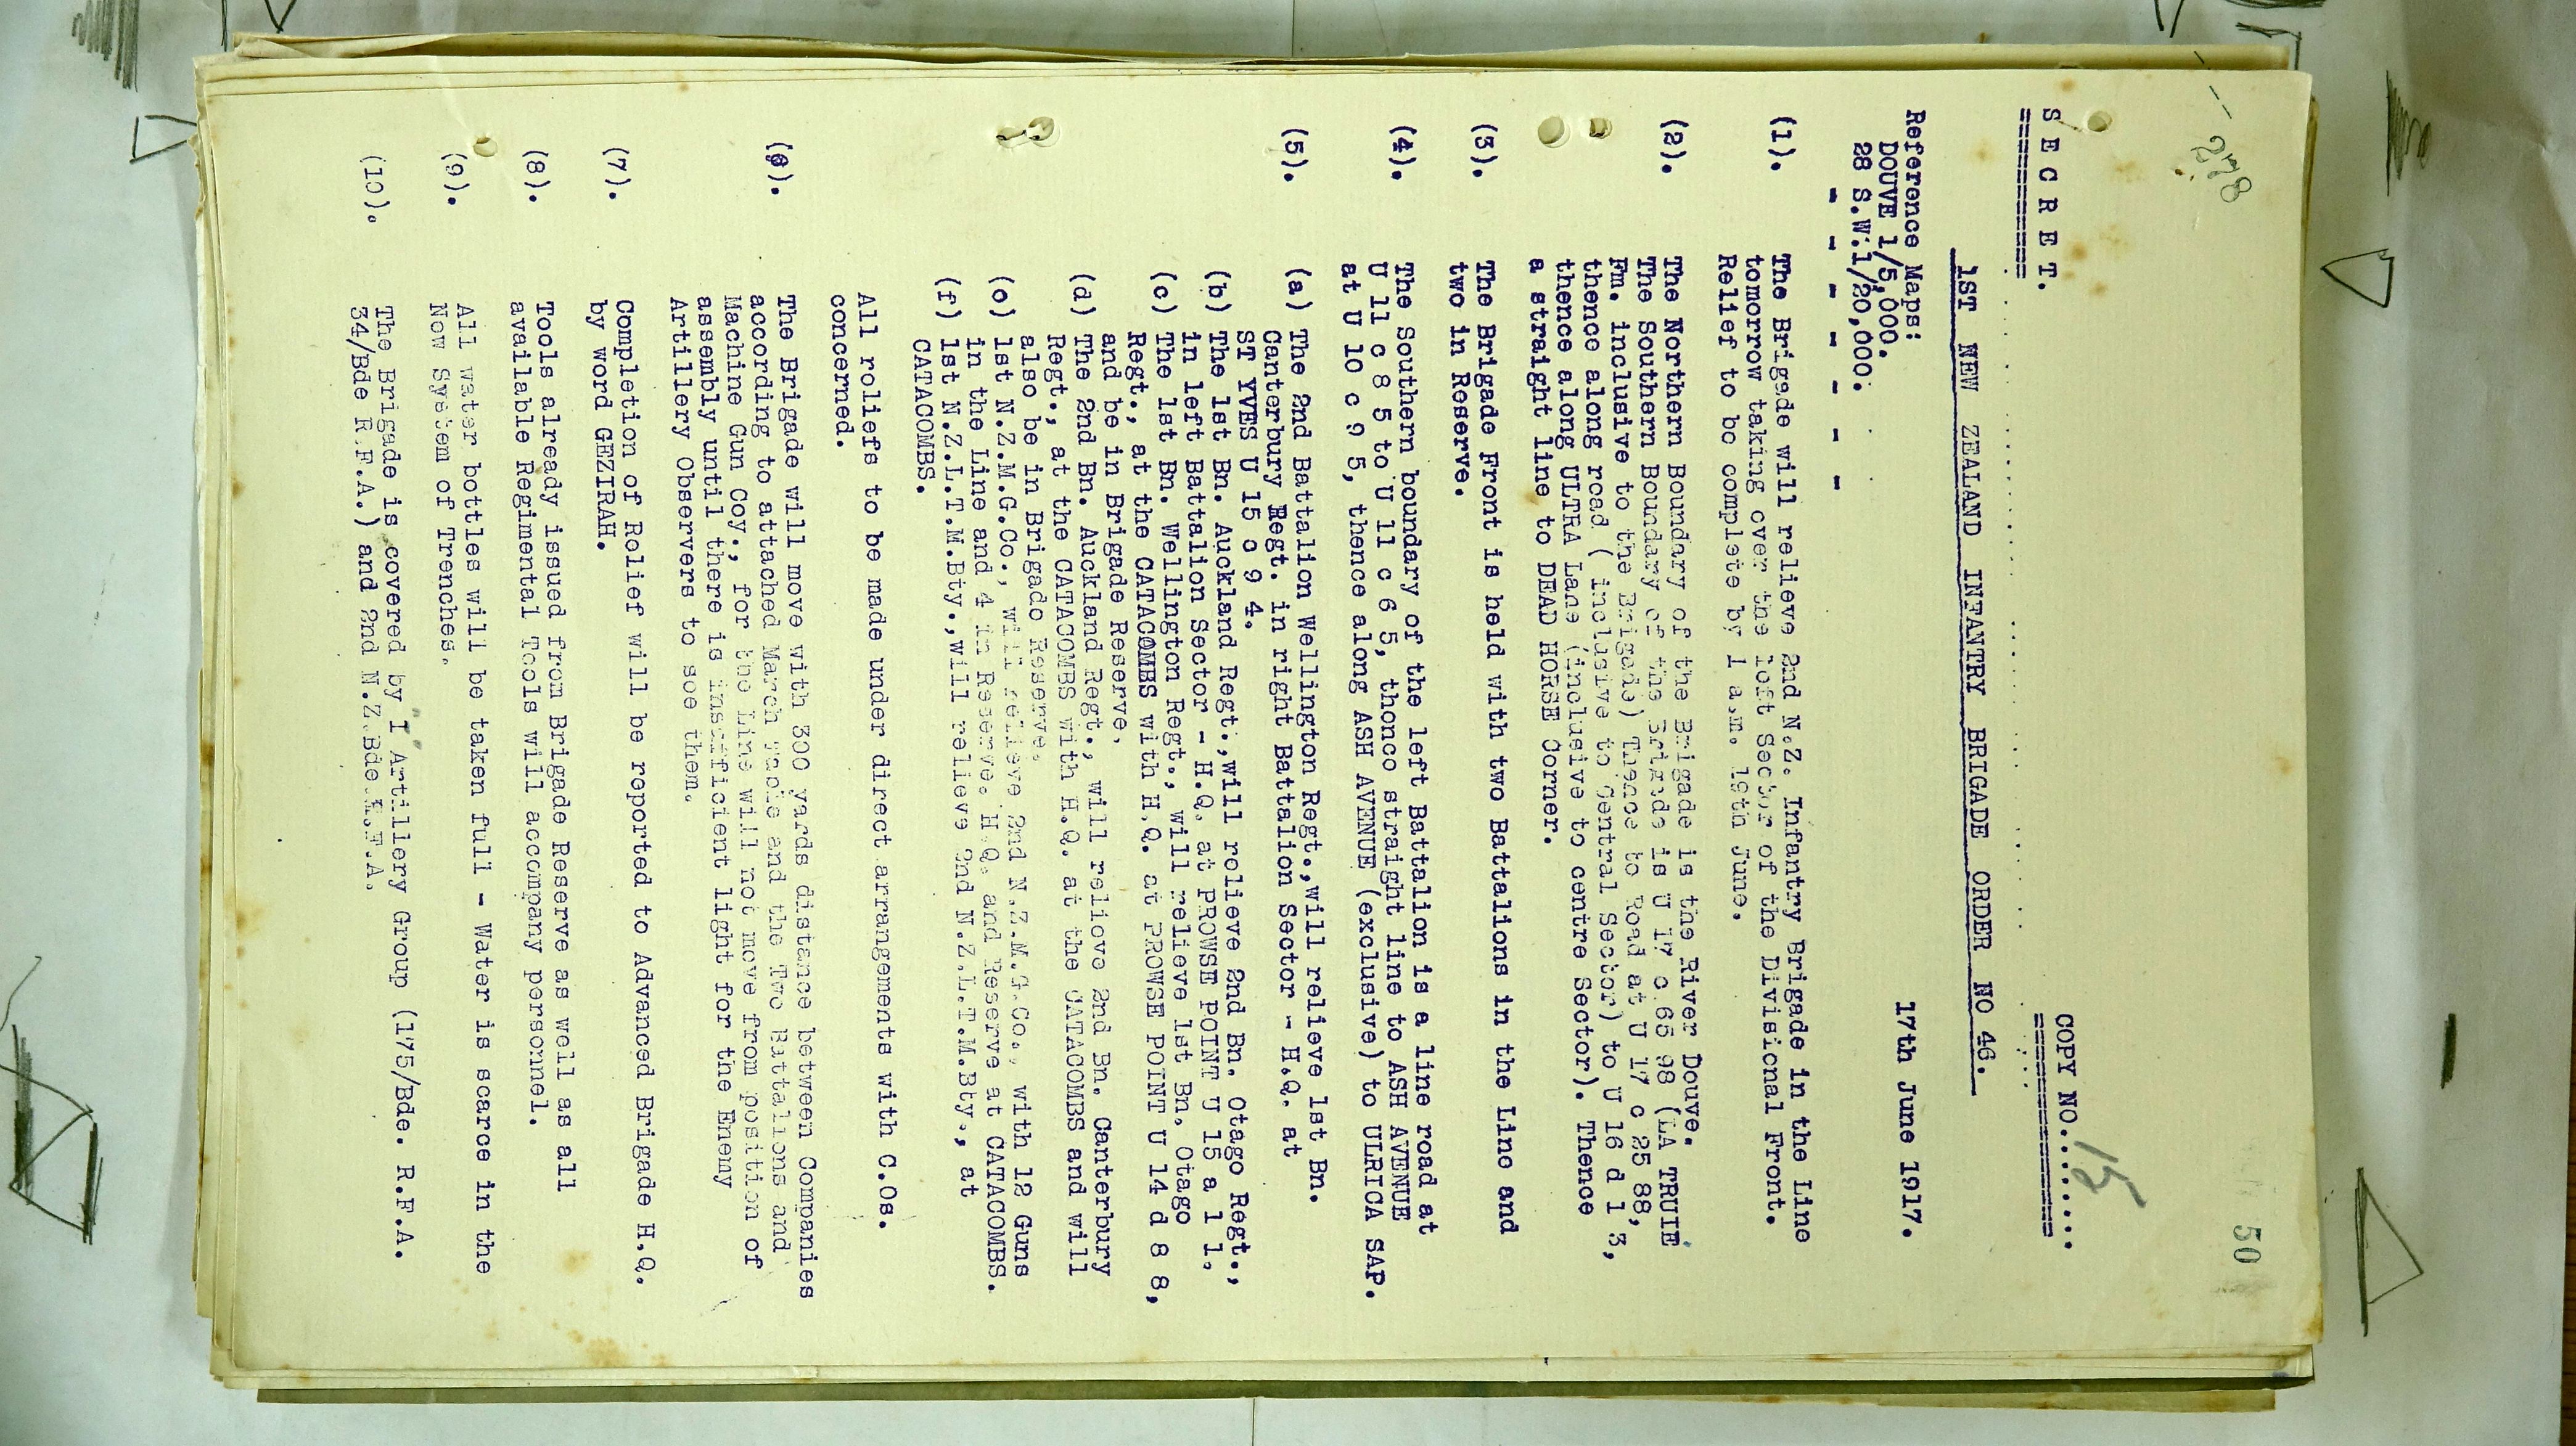 278
50
S E C R E T.
COPY NO........ 15
1ST NEW ZEALAND INFANTRY BRIGADE ORDER NO 46.
17th June 1917.
Reference Maps:
DOUVE 1/5,000.
28 S.W.1/20,000.
- - - - - - -
(1). The Brigade will relieve 2nd N.Z. Infantry Brigade in the Line
tomorrow taking over the left Sector of the Divisional Front.
Relief to be complete by 1 a.m. 19th June.
(2). The Northern Boundary of the Brigade is the River Douve.
The Southern Boundary of the Brigade is U 17 c 65 98 (LA TRUIE
Fm. inclusive to the Brigade) Thence to Road at U 17 c 25 88,
thence along road ( inclusive to Central Sector) to U 16 d 1 3,
thence along ULTRA Lane (inclusive to centre Sector). Thence
a straight line to DEAD HORSE Corner.
(3). The Brigade Front is held with two Battalions in the Line and
two in Reserve.
(4). The Southern boundary of the left Battalion is a line road at
U 11 c 8 5 to U 11 c 6 5, thonco straight line to ASH AVENUE
at U 10 c 9 5, thence along ASH AVENUE (exclusive) to ULRICA SAP.
(5). (a) The 2nd Battalion Wellington Regt.,will relieve 1st Bn.
Canterbury Regt. in right Battalion Sector - H.Q. at
ST YVES U 15 c 9 4.
(b) The 1st Bn. Auckland Regt.,will relieve 2nd Bn. Otago Regt.,
in left Battalion Sector - H.Q. at PROWSE POINT U 15 a 1 1.
(c) The 1st Bn. Wellington Regt., will relieve 1st Bn. Otago
Regt., at the CATACOMBS with H.Q. at PROWSE POINT U 14 d 8 8,
and be in Brigade Reserve.
(d) The 2nd Bn. Auckland Regt., will relieve 2nd Bn. Canterbury
Regt., at the CATACOMBS with H.Q. at the CATACOMBS and will
also be in Brigade Reserve.
(e) 1st N.Z.M.G.Co., will relieve 2nd N.Z.M.G.Co., with 12 Guns
in the Line and 4 in Reserve. H.Q. and Reserve at CATACOMBS.
(f) 1st N.Z.L.T.M.Bty.,will relieve 2nd N.Z.L.T.M.Bty., at
CATACOMBS.
All reliefs to be made under direct arrangements with C.Os.
concerned.
(6). The Brigade will move with 300 yards distance between Companies
according to attached March Table and the Two Battalions and
Machine Gun Coy., for the Line will not move from position of
assembly until there is insufficient light for the Enemy
Artillery Observers to see them.
(7). Completion of Relief will be reported to Advanced Brigade H.Q.
by word GEZIRAH.
(8). Tools already issued from Brigade Reserve as well as all
available Regimental Tools will accompany personnel.
(9). All water bottles will be taken full - Water is scarce in the
New System of Trenches.
(10). The Brigade is covered by "I" Artillery Group (175/Bde. R.F.A.
34/Bde R.F.A.) and 2nd N.Z.Bde.N.F.A.